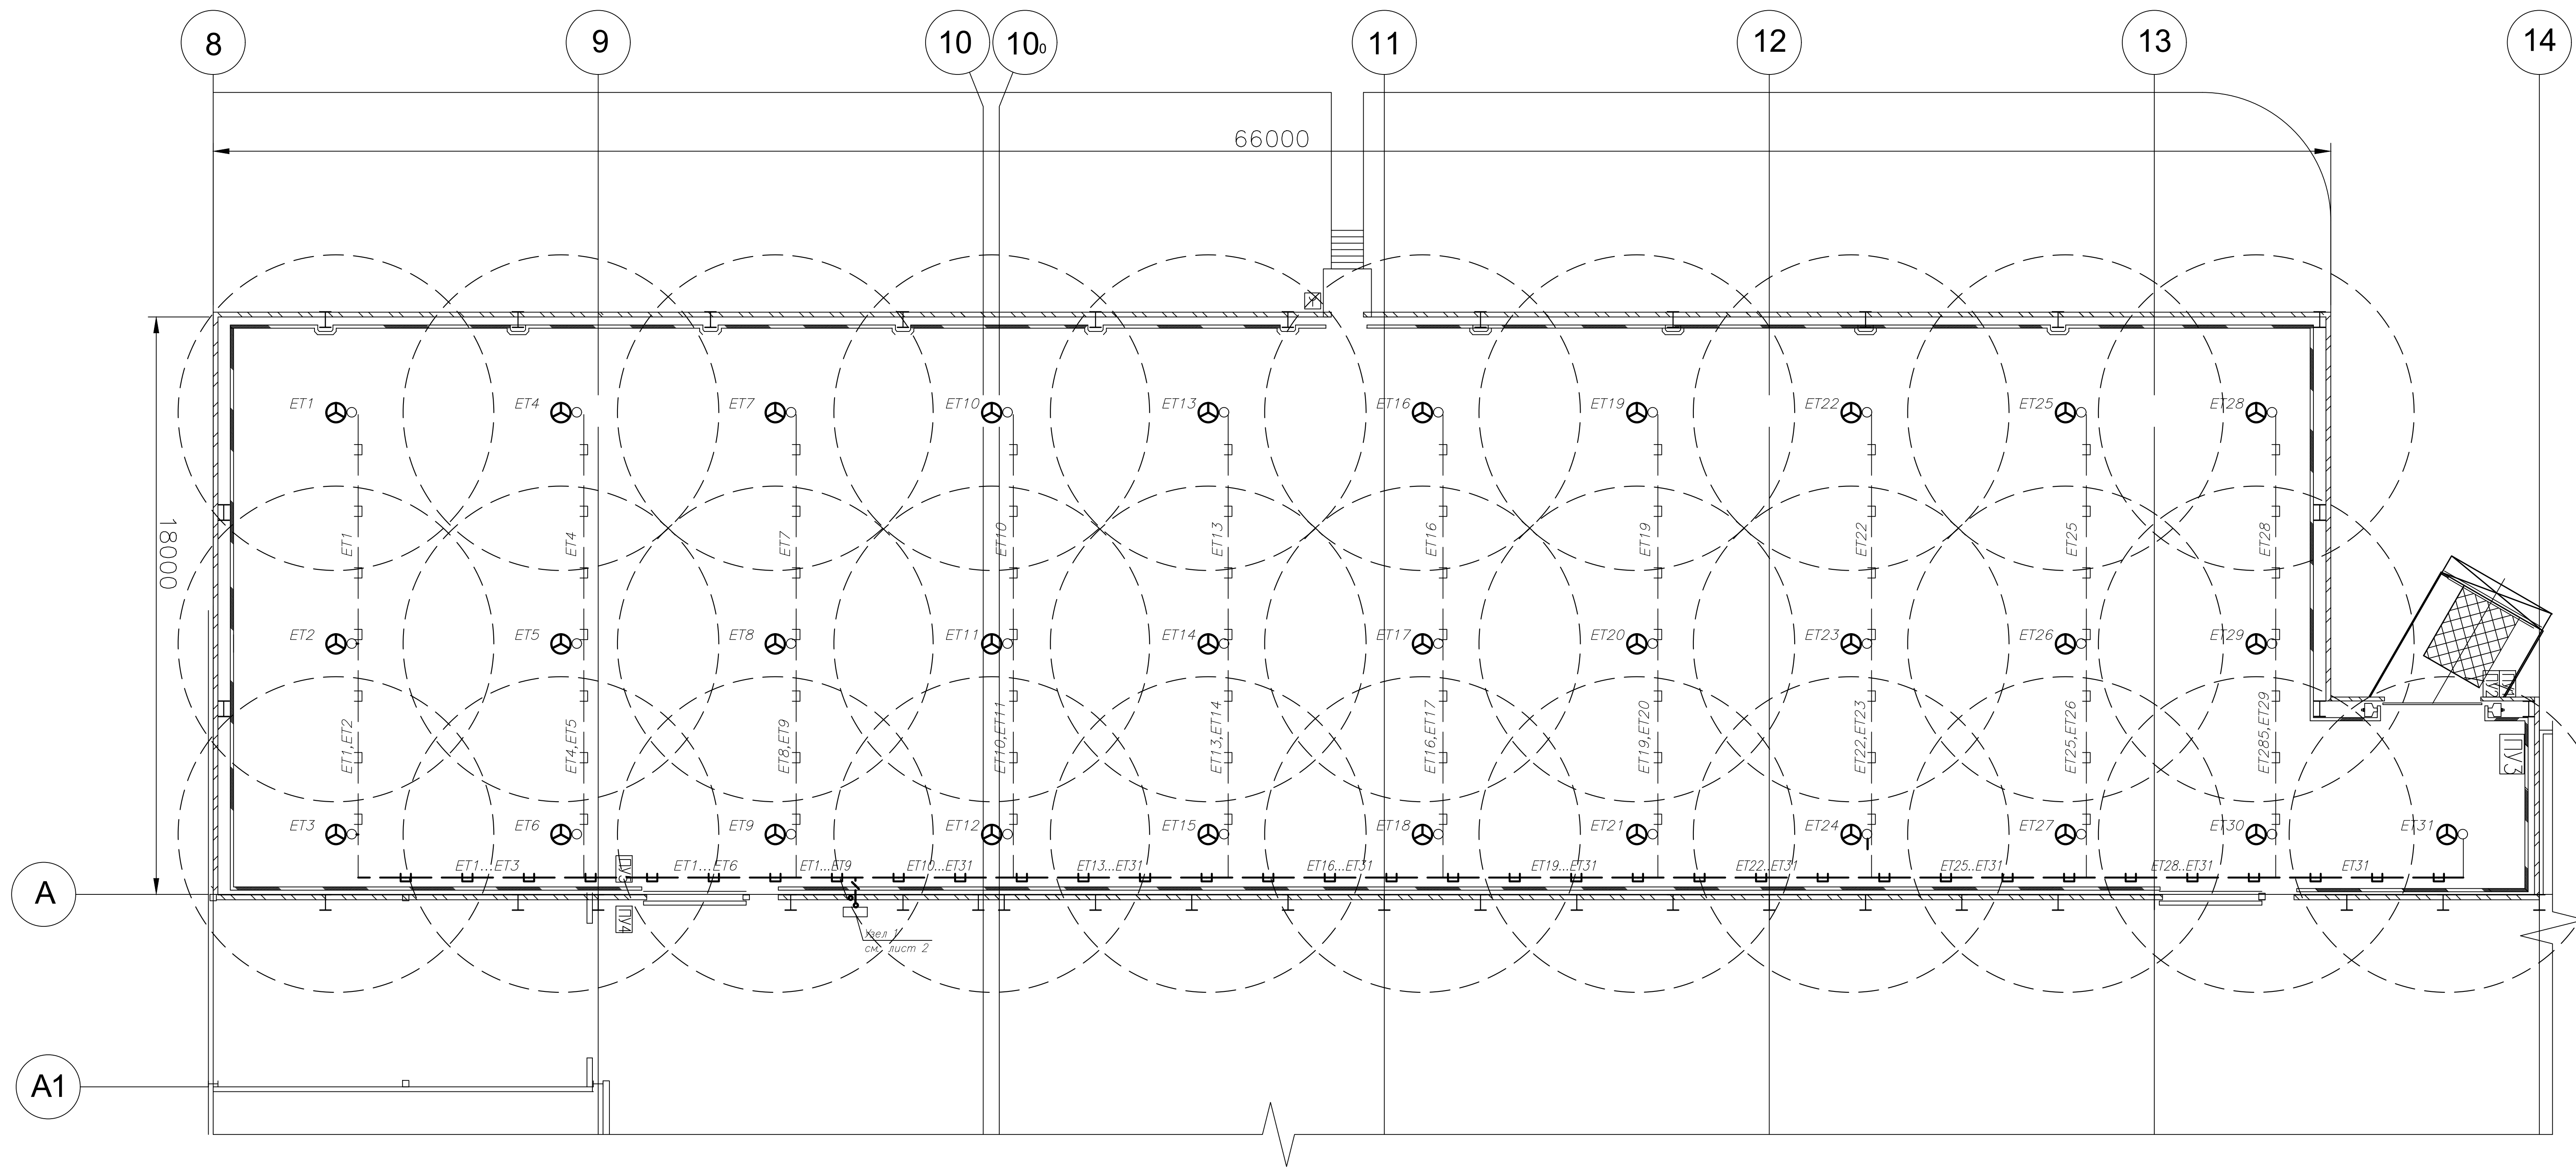 8
9
10
10₀
11
12
13
14
66000
ET1
ET4
ET7
ET10
ET13
ET16
ET19
ET22
ET25
ET28
18000
ET1
ET4
ET7
ET10
ET13
ET16
ET19
ET22
ET25
ET28
ET2
ET5
ET8
ET11
ET14
ET17
ET20
ET23
ET26
ET29
ET1,ET2
ET4,ET5
ET8,ET9
ET10,ET11
ET13,ET14
ET16,ET17
ET19,ET20
ET22,ET23
ET25,ET26
ET285,ET29
ПУ3
ET3
ET6
ET9
ET12
ET15
ET18
ET21
ET24
ET27
ET30
ET31
ET1...ET3
ПУ3
ET1...ET6
ET1...ET9
ET10...ET31
ET13...ET31
ET16...ET31
ET19...ET31
ET22..ET31
ET25..ET31
ET28..ET31
ET31
А
ПУ4
Узел 1
см. лист 2
А1